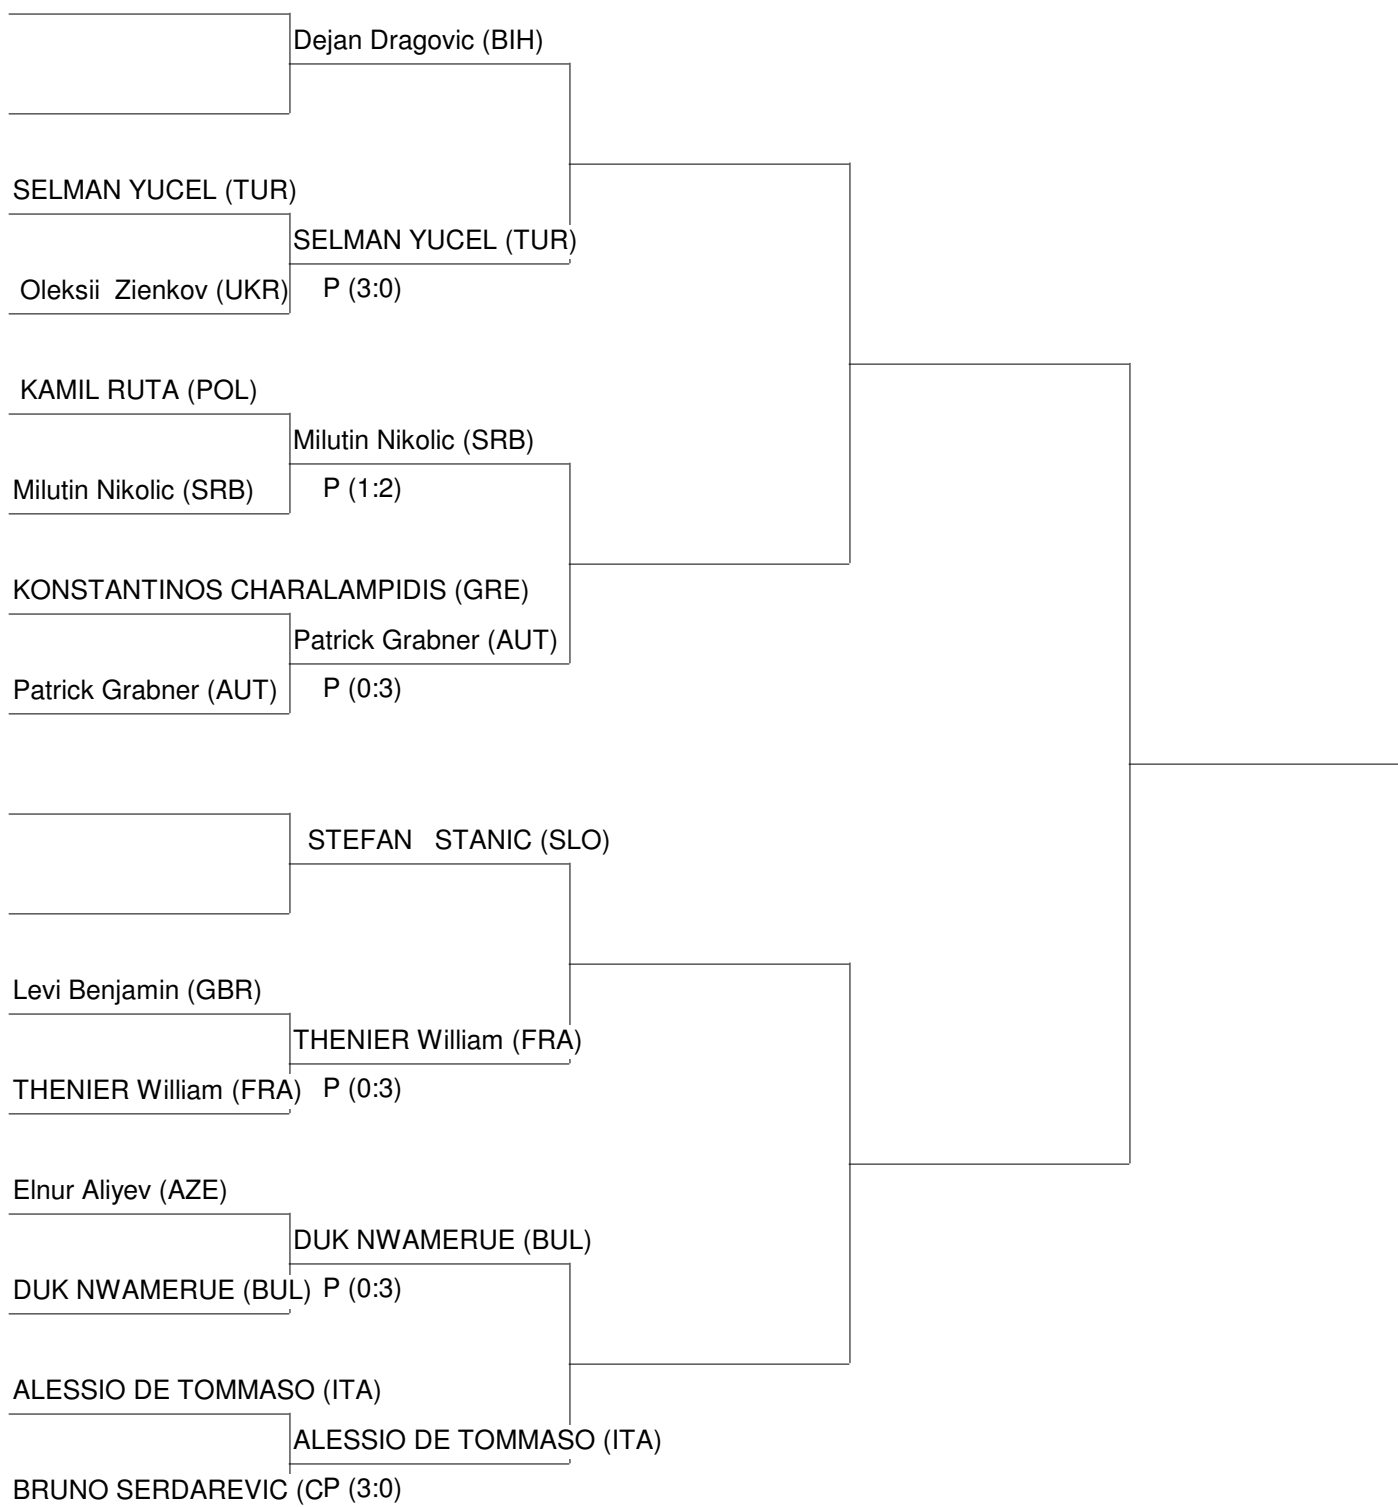 Dejan Dragovic (BIH)
SELMAN YUCEL (TUR)
SELMAN YUCEL (TUR)
Oleksii  Zienkov (UKR)
P (3:0)
KAMIL RUTA (POL)
Milutin Nikolic (SRB)
Milutin Nikolic (SRB)
P (1:2)
KONSTANTINOS CHARALAMPIDIS (GRE)
Patrick Grabner (AUT)
Patrick Grabner (AUT)
P (0:3)
STEFAN   STANIC (SLO)
Levi Benjamin (GBR)
THENIER William (FRA)
THENIER William (FRA)
P (0:3)
Elnur Aliyev (AZE)
DUK NWAMERUE (BUL)
DUK NWAMERUE (BUL)
P (0:3)
ALESSIO DE TOMMASO (ITA)
ALESSIO DE TOMMASO (ITA)
BRUNO SERDAREVIC (C
P (3:0)